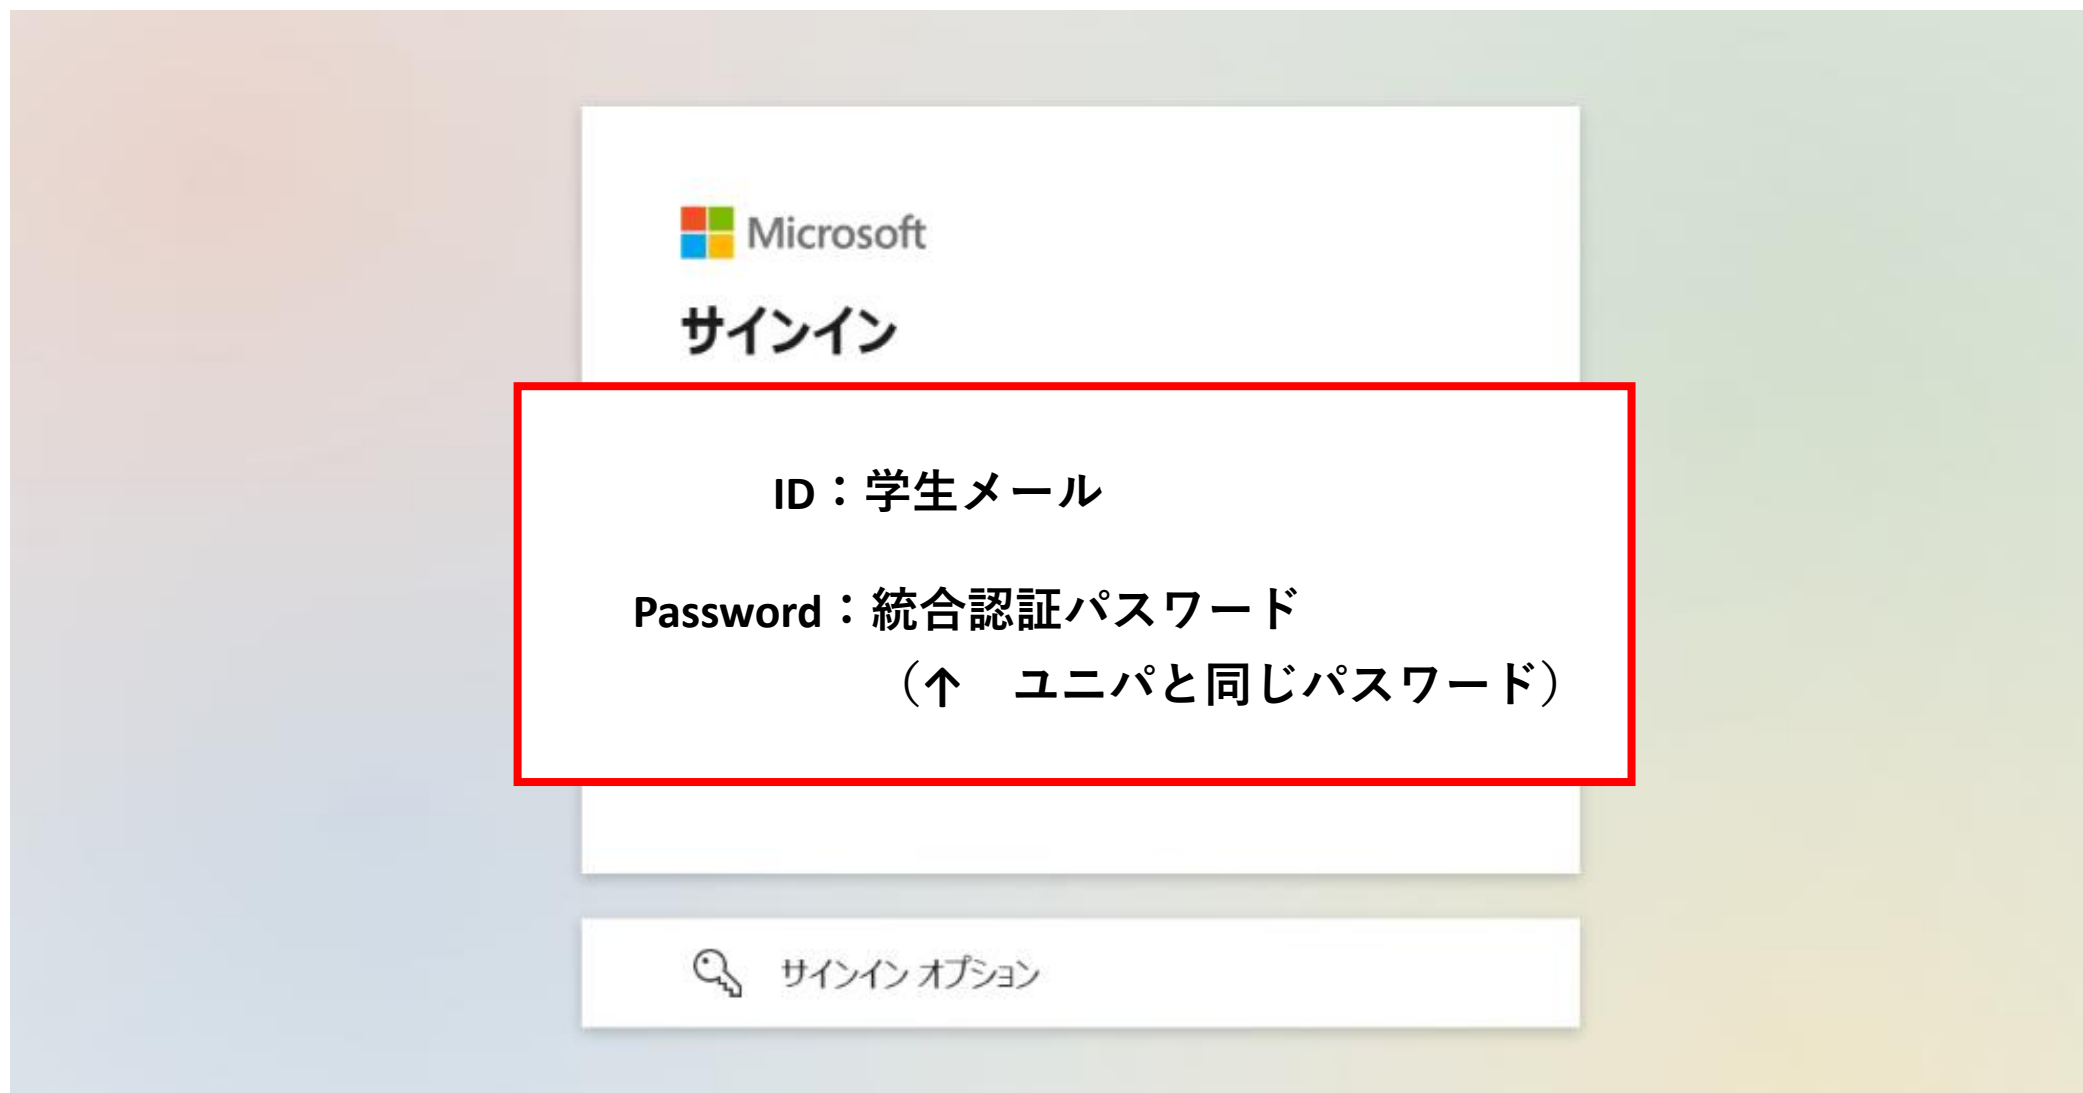 Microsoft
サインイン
ID：学生メール
Password：統合認証パスワード
（↑　ユニパと同じパスワード）
サインイン オプション